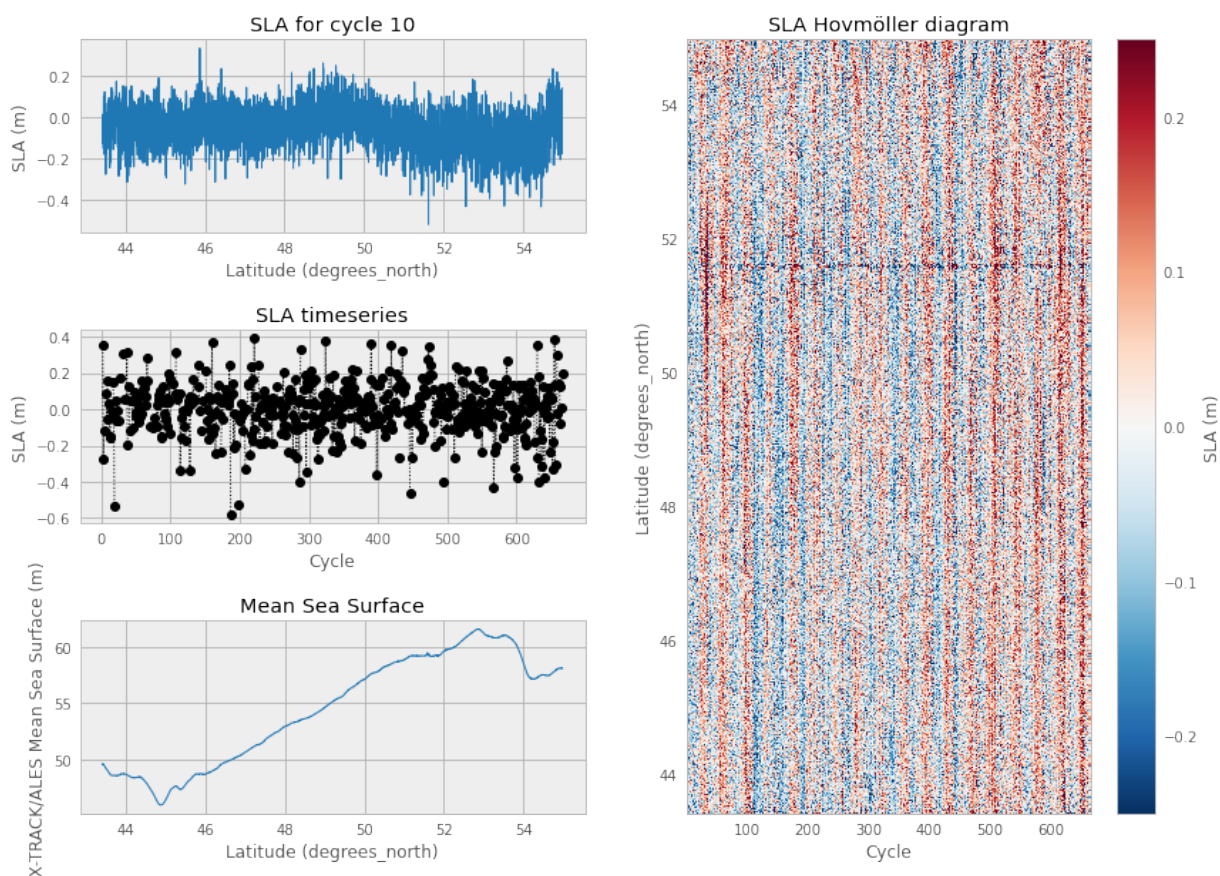 SLA for cycle 10
0.2
0.0
−0.2
−0.4
SLA (m)
44 46 48 50 52 54
Latitude (degrees_north)
SLA timeseries
0.4
0.2
0.0
−0.2
−0.4
−0.6
SLA (m)
0 100 200 300 400 500 600
Cycle
Mean Sea Surface
60
55
50
X-TRACK/ALES Mean Sea Surface (m)
44 46 48 50 52 54
Latitude (degrees_north)
SLA Hovmöller diagram
54
52
50
48
46
44
Latitude (degrees_north)
100 200 300 400 500 600
Cycle
0.2
0.1
0.0
−0.1
−0.2
SLA (m)